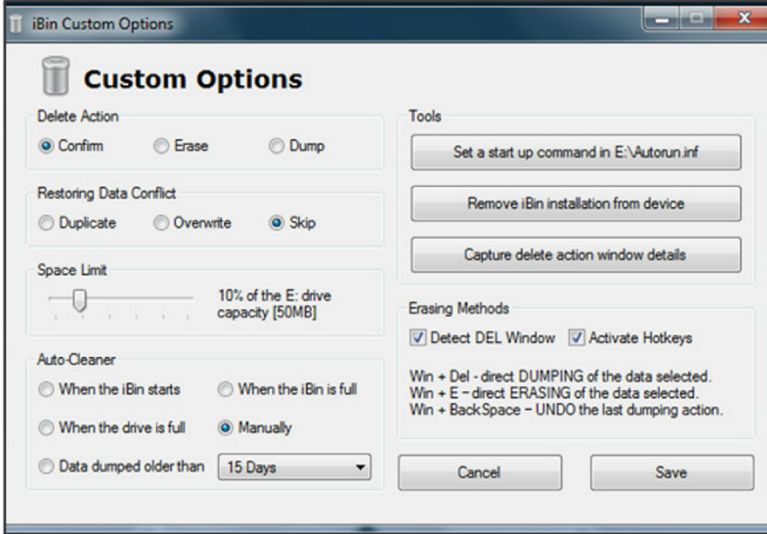 iBin Custom Options
Custom Options
Delete Action
Confirm
Erase
Dump
Restoring Data Conflict
Duplicate
Overwrite
Skip
Space Limit
10% of the E: drive
capacity [50MB]
Auto-Cleaner
When the iBin starts
When the iBin is full
When the drive is full
Manually
Data dumped older than
15 Days
Tools
Set a start up command in E:\Autorun.inf
Remove iBin installation from device
Capture delete action window details
Erasing Methods
Detect DEL Window
Activate Hotkeys
Win + Del - direct DUMPING of the data selected.
Win + E – direct ERASING of the data selected.
Win + BackSpace – UNDO the last dumping action.
Cancel
Save